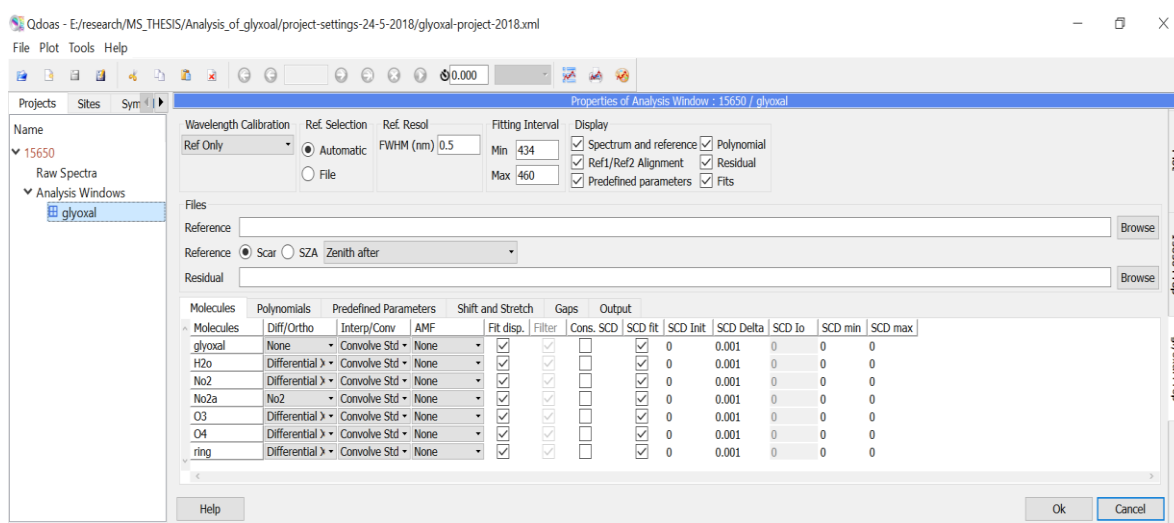 Qdoas - E:/research/MS_THESIS/Analysis_of_glyxoal/project-settings-24-5-2018/glyoxal-project-2018.xml
File Plot Tools Help
0.000
Projects Sites Sym
Properties of Analysis Window : 15650 / glyoxal
Name
15650
Raw Spectra
Analysis Windows
glyoxal
Wavelength Calibration Ref. Selection Ref. Resol Fitting Interval Display
Ref Only Automatic FWHM (nm) 0.5 Min 434 Spectrum and reference Polynomial
Ref1/Ref2 Alignment Residual
File Max 460 Predefined parameters Fits
Files
Reference Browse
Reference Scar SZA Zenith after
Residual Browse
Molecules Polynomials Predefined Parameters Shift and Stretch Gaps Output
Molecules Diff/Ortho Interp/Conv AMF Fit disp. Filter Cons. SCD SCD fit SCD Init SCD Delta SCD Io SCD min SCD max
glyoxal None Convolve Std None 0 0.001 0 0 0
H2o Differential Convolve Std None 0 0.001 0 0 0
No2 Differential Convolve Std None 0 0.001 0 0 0
No2a No2 Convolve Std None 0 0.001 0 0 0
O3 Differential Convolve Std None 0 0.001 0 0 0
O4 Differential Convolve Std None 0 0.001 0 0 0
ring Differential Convolve Std None 0 0.001 0 0 0
Help Ok Cancel